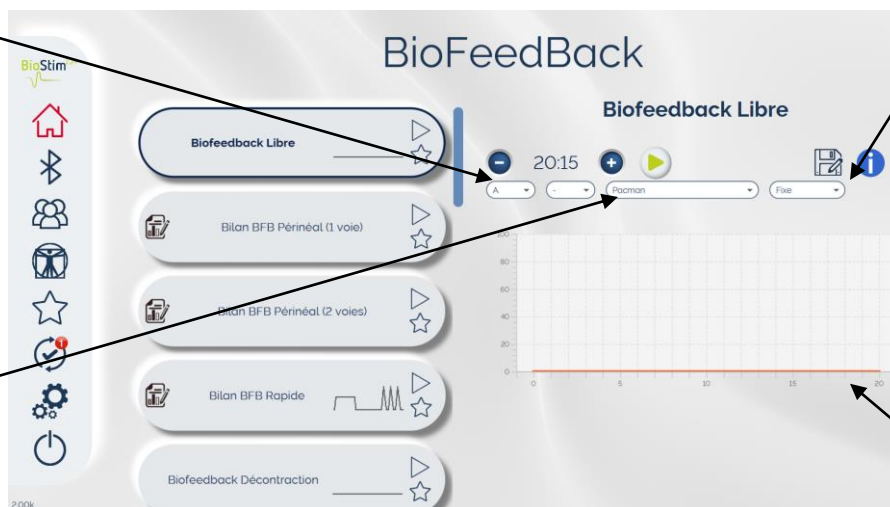 BioStim
BioFeedBack
Biofeedback Libre
Biofeedback Libre
20:15
A
-
Pacman
Fixe
Bilan BFB Périnéal (1 voie)
100
80
60
40
20
0
0 5 10 15 20
Bilan BFB Périnéal (2 voies)
1
Bilan BFB Rapide
Biofeedback Décontraction
2.00k